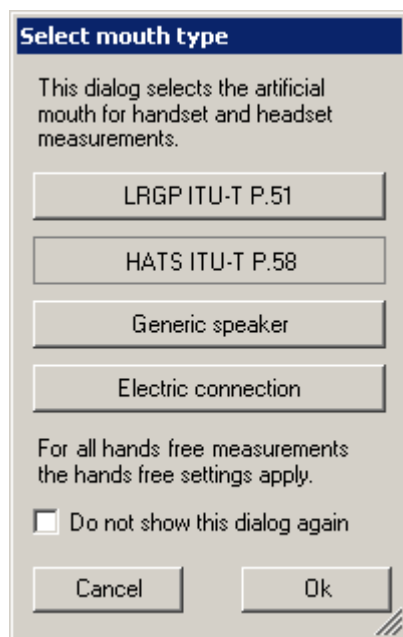 Select mouth type
This dialog selects the artificial
mouth for handset and headset
measurements.
LRGP ITU-T P.51
HATS ITU-T P.58
Generic speaker
Electric connection
For all hands free measurements
the hands free settings apply.
Do not show this dialog again
Cancel Ok